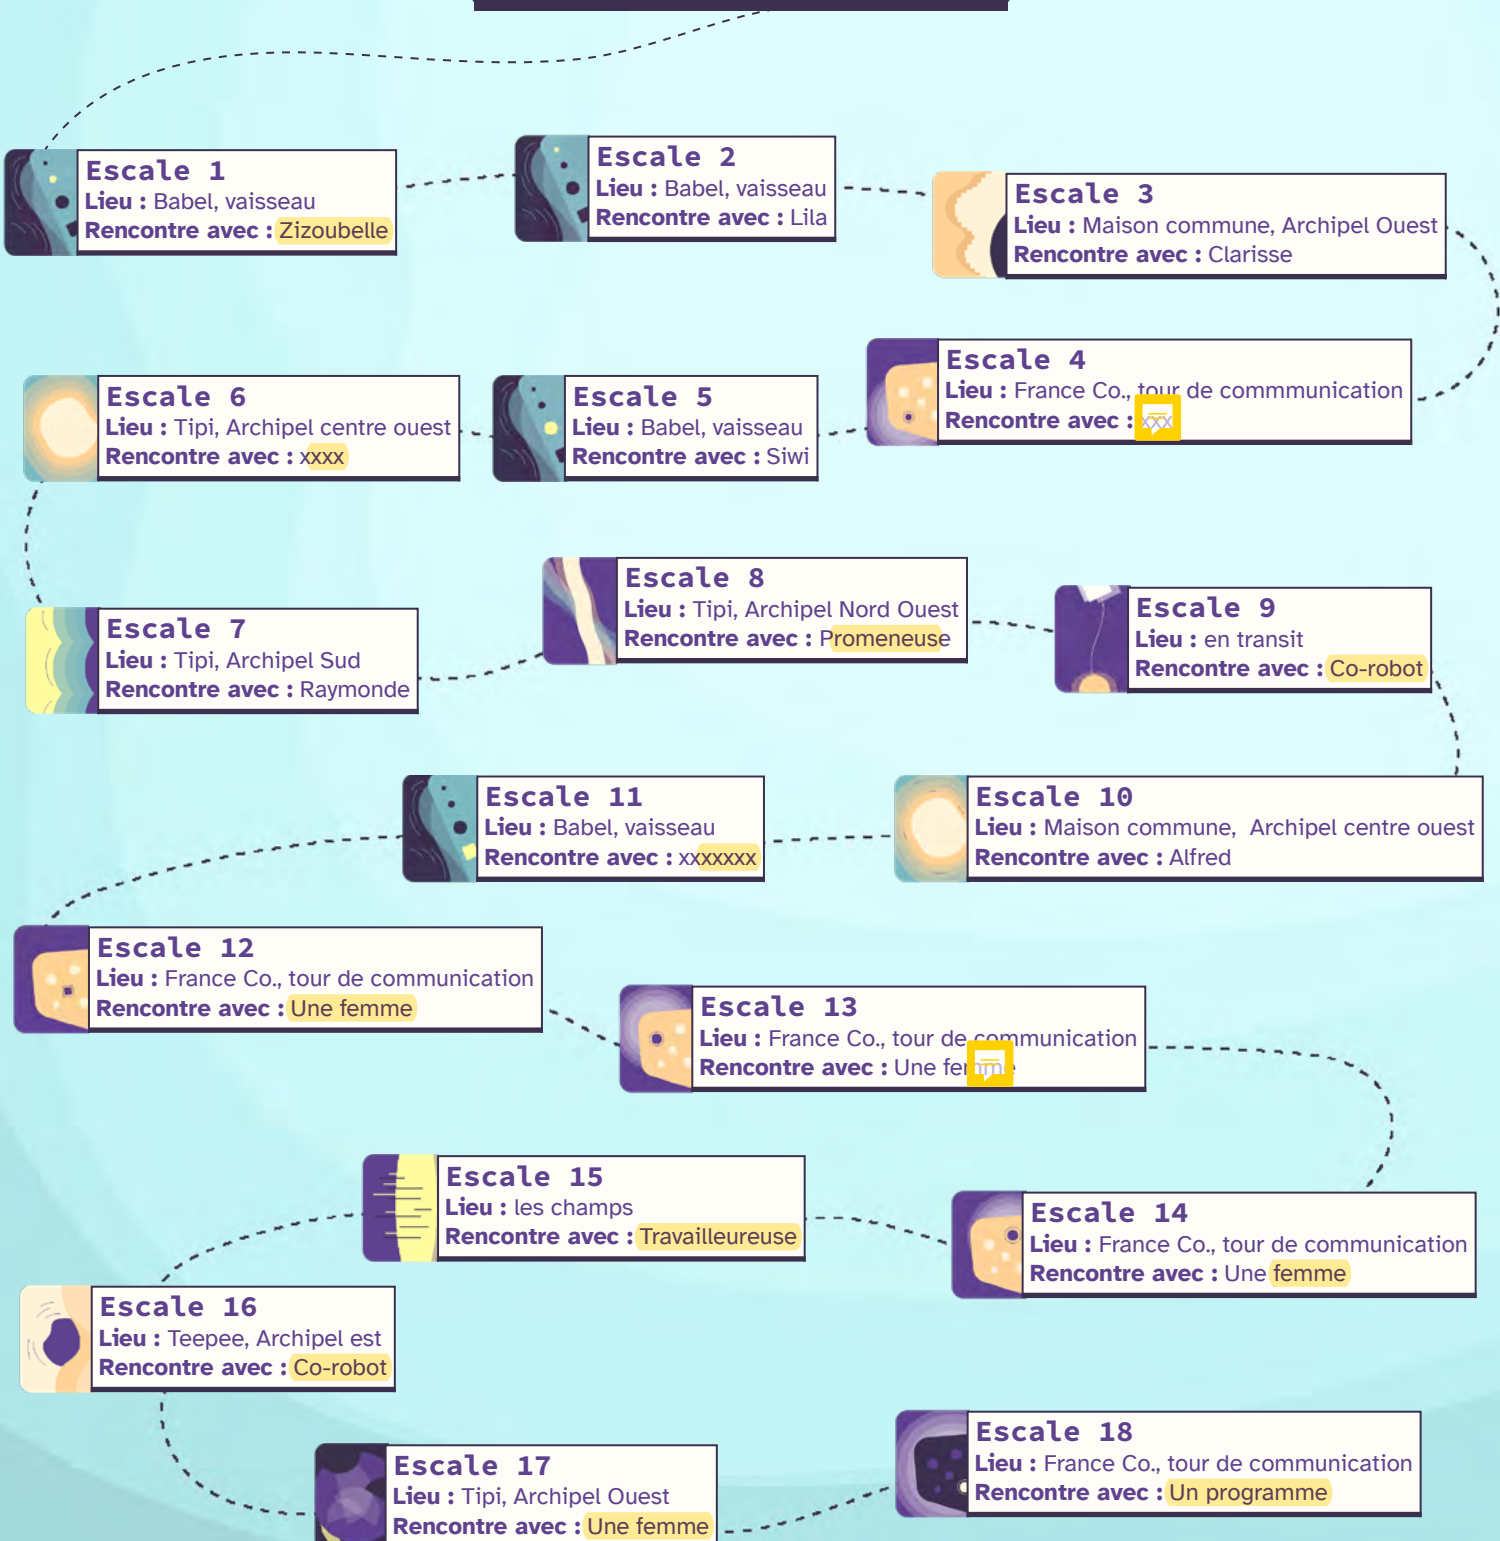 Escale 1
Lieu : Babel, vaisseau
Rencontre avec : Zizoubelle
Escale 2
Lieu : Babel, vaisseau
Rencontre avec : Lila
Escale 3
Lieu : Maison commune, Archipel Ouest
Rencontre avec : Clarisse
Escale 4
Lieu : France Co., tour de commmunication
Rencontre avec : xxx
Escale 5
Lieu : Babel, vaisseau
Rencontre avec : Siwi
Escale 6
Lieu : Tipi, Archipel centre ouest
Rencontre avec : xxxx
Escale 7
Lieu : Tipi, Archipel Sud
Rencontre avec : Raymonde
Escale 8
Lieu : Tipi, Archipel Nord Ouest
Rencontre avec : Promeneuse
Escale 9
Lieu : en transit
Rencontre avec : Co-robot
Escale 10
Lieu : Maison commune, Archipel centre ouest
Rencontre avec : Alfred
Escale 11
Lieu : Babel, vaisseau
Rencontre avec : xxxxxxx
Escale 12
Lieu : France Co., tour de communication
Rencontre avec : Une femme
Escale 13
Lieu : France Co., tour de communication
Rencontre avec : Une femme
Escale 14
Lieu : France Co., tour de communication
Rencontre avec : Une femme
Escale 15
Lieu : les champs
Rencontre avec : Travailleureuse
Escale 16
Lieu : Teepee, Archipel est
Rencontre avec : Co-robot
Escale 17
Lieu : Tipi, Archipel Ouest
Rencontre avec : Une femme
Escale 18
Lieu : France Co., tour de communication
Rencontre avec : Un programme